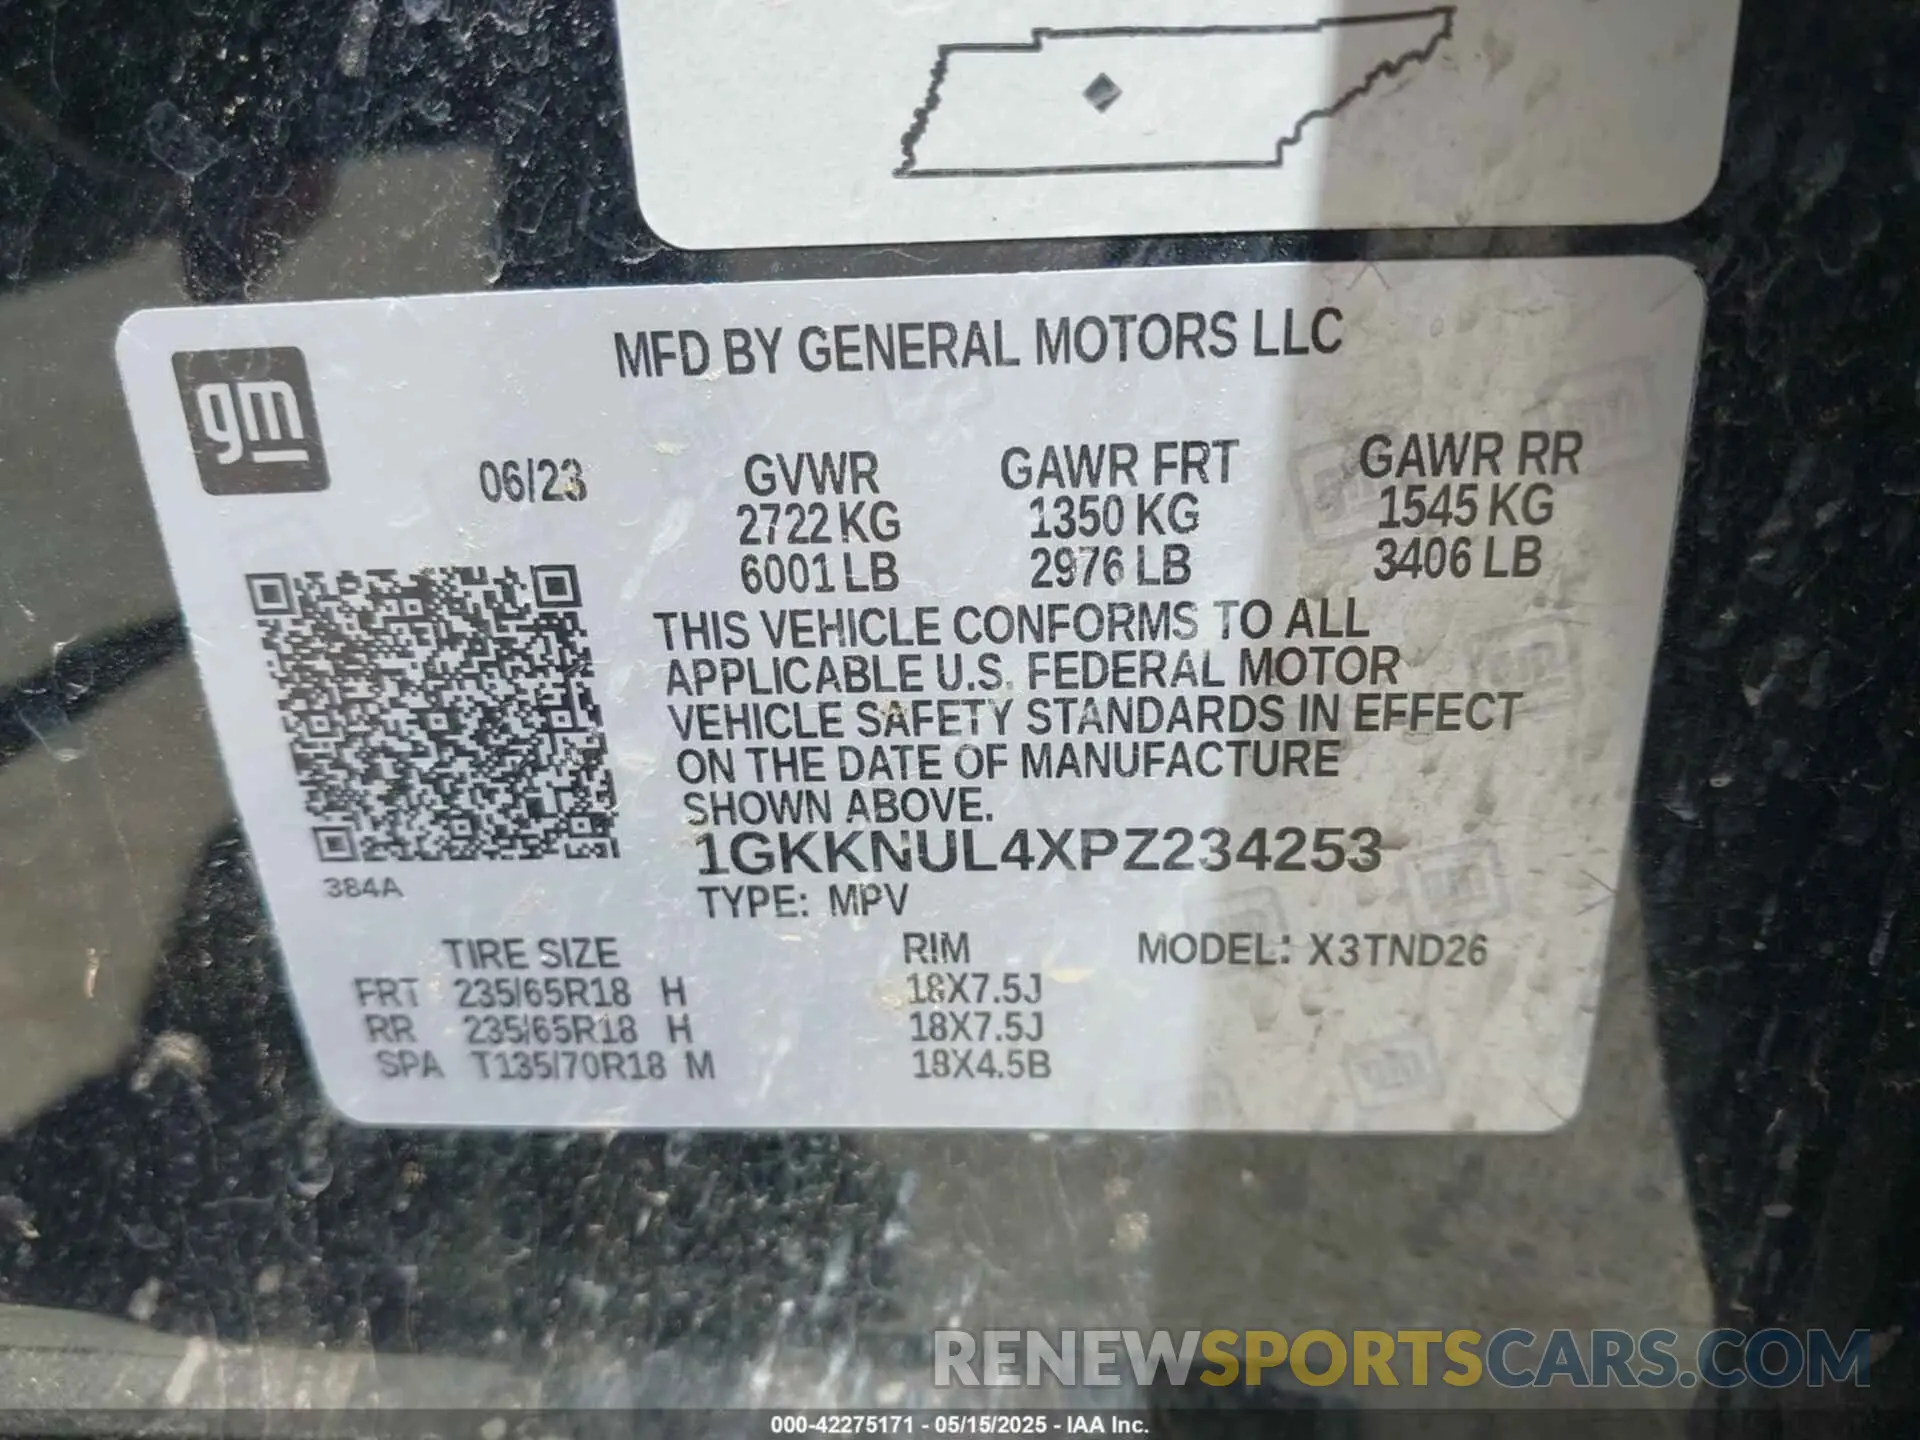 MFD BY GENERAL MOTORS LLC
gm
06/23
GVWR GAWR FRT GAWR RR
2722 KG 1350 KG 1545 KG
6001 LB 2976 LB 3406 LB
THIS VEHICLE CONFORMS TO ALL
APPLICABLE U.S. FEDERAL MOTOR
VEHICLE SAFETY STANDARDS IN EFFECT
ON THE DATE OF MANUFACTURE
SHOWN ABOVE.
1GKKNUL4XPZ234253
384A
TYPE: MPV
TIRE SIZE RIM MODEL: X3TND26
FRT 235/65R18 H 18X7.5J
RR 235/65R18 H 18X7.5J
SPA T135/70R18 M 18X4.5B
RENEWSPORTSCARS.COM
000-42275171 - 05/15/2025 - IAA Inc.